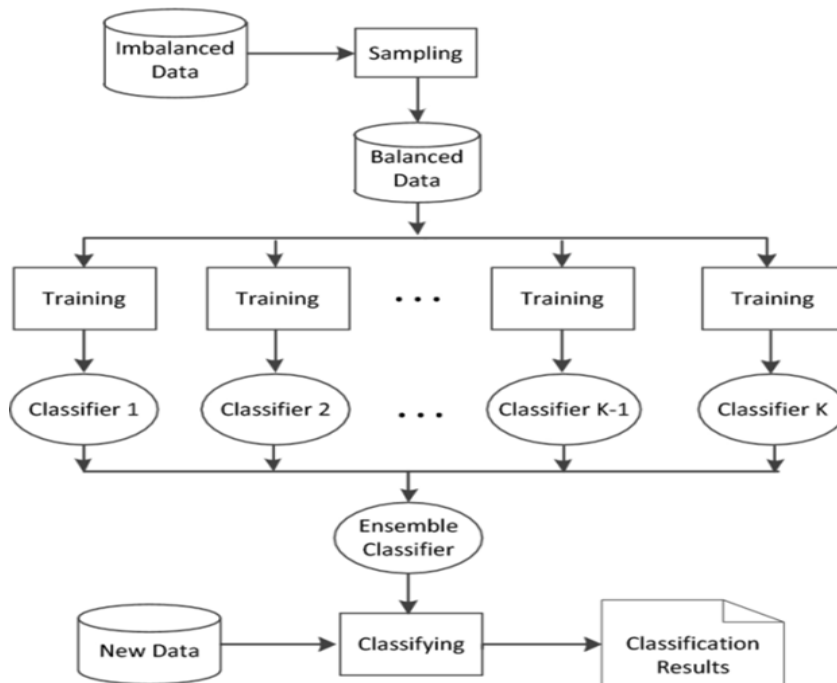 Imbalanced
Data
Sampling
Balanced
Data
Training
Training
...
Training
Training
Classifier 1
Classifier 2
...
Classifier K-1
Classifier K
Ensemble
Classifier
New Data
Classifying
Classification
Results